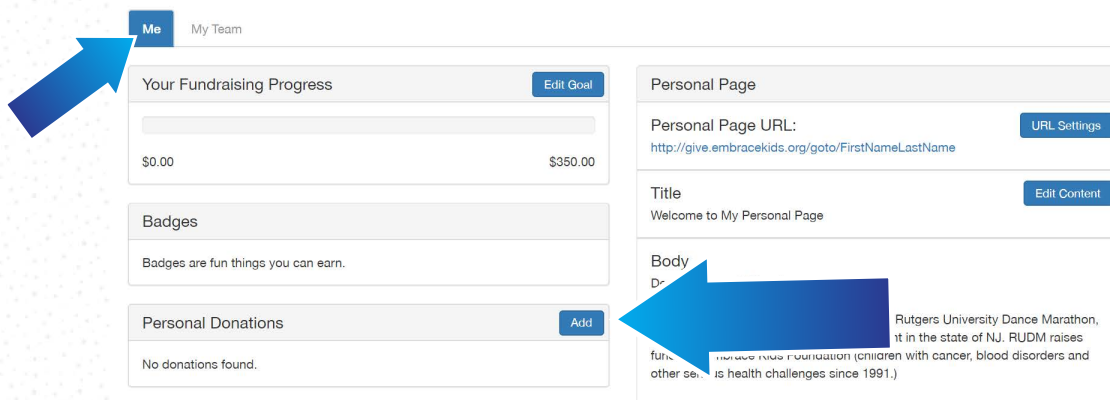 Me
My Team
Your Fundraising Progress
Edit Goal
$0.00
$350.00
Badges
Badges are fun things you can earn.
Personal Donations
Add
No donations found.
Personal Page
Personal Page URL:
URL Settings
http://give.embracekids.org/goto/FirstNameLastName
Title
Edit Content
Welcome to My Personal Page
Body
Rutgers University Dance Marathon,
in the state of NJ. RUDM raises
Kids Foundation (children with cancer, blood disorders and
other health challenges since 1991.)